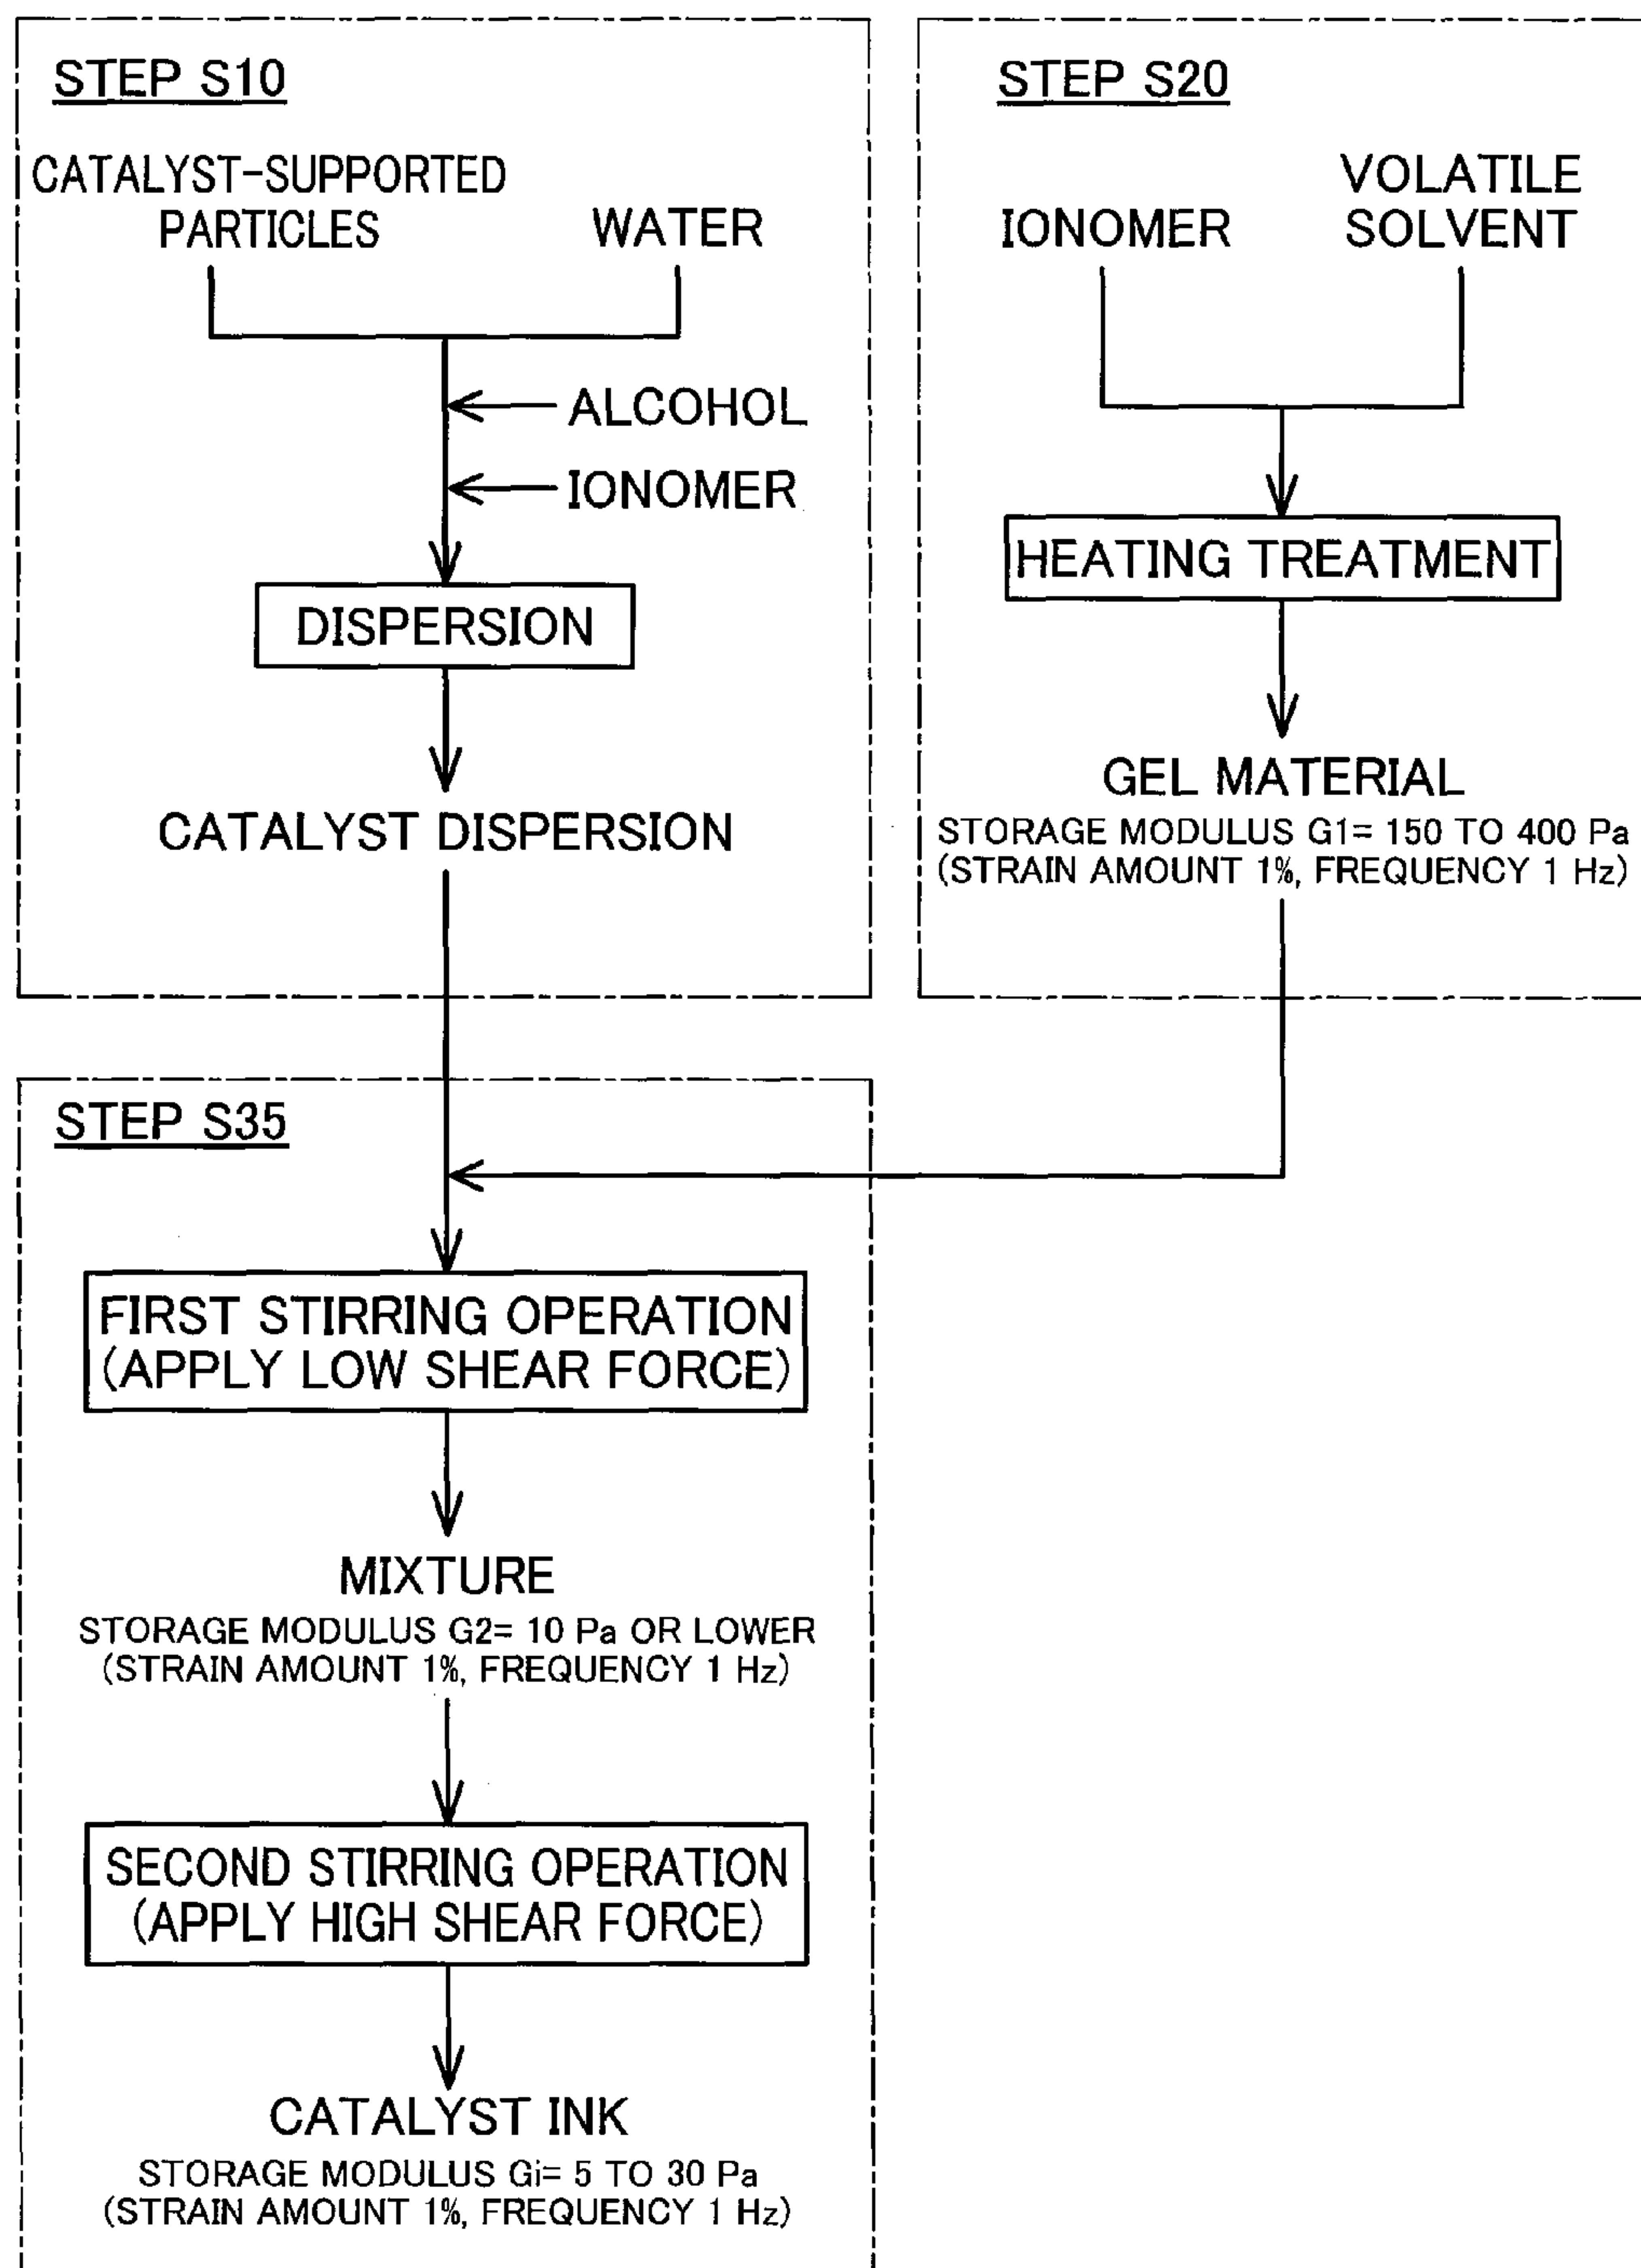 STEP S10
CATALYST-SUPPORTED
PARTICLES
WATER
ALCOHOL
IONOMER
DISPERSION
CATALYST DISPERSION
STEP S20
IONOMER
VOLATILE
SOLVENT
HEATING TREATMENT
GEL MATERIAL
STORAGE MODULUS G1= 150 TO 400 Pa
(STRAIN AMOUNT 1%, FREQUENCY 1 Hz)
STEP S35
FIRST STIRRING OPERATION
(APPLY LOW SHEAR FORCE)
MIXTURE
STORAGE MODULUS G2= 10 Pa OR LOWER
(STRAIN AMOUNT 1%, FREQUENCY 1 Hz)
SECOND STIRRING OPERATION
(APPLY HIGH SHEAR FORCE)
CATALYST INK
STORAGE MODULUS Gi= 5 TO 30 Pa
(STRAIN AMOUNT 1%, FREQUENCY 1 Hz)